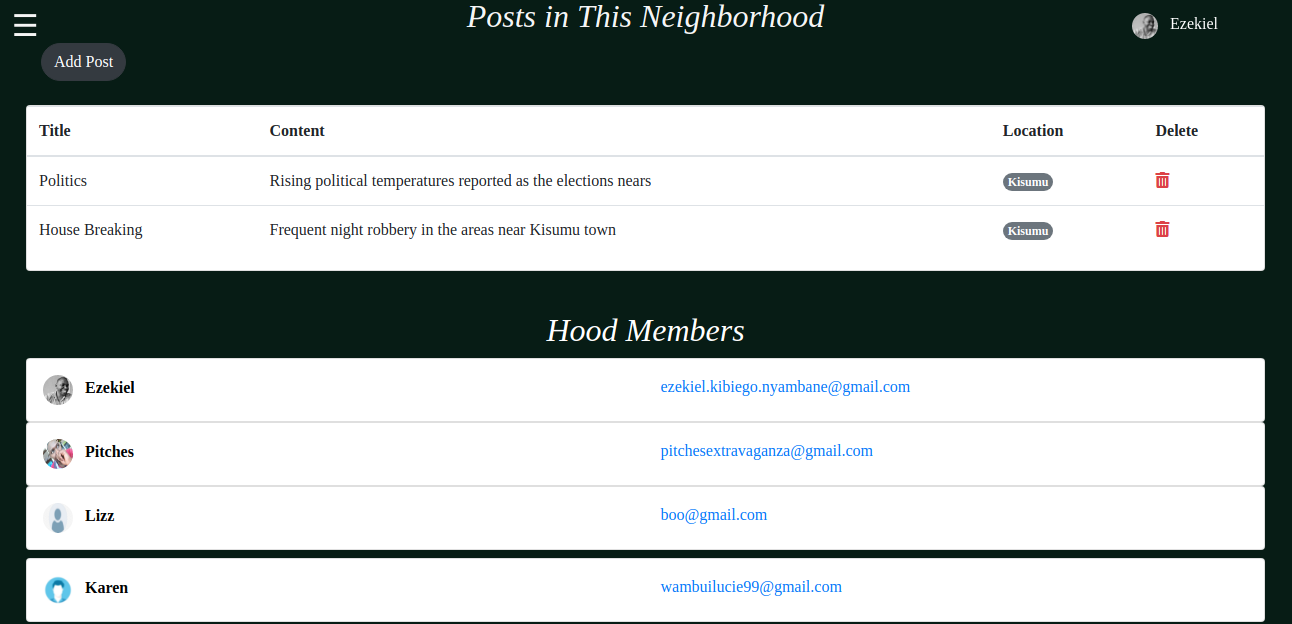 ☰ Posts in This Neighborhood Ezekiel
Add Post
Title Content Location Delete
Politics Rising political temperatures reported as the elections nears Kisumu
House Breaking Frequent night robbery in the areas near Kisumu town Kisumu
Hood Members
Ezekiel ezekiel.kibiego.nyambane@gmail.com
Pitches pitchesextravaganza@gmail.com
Lizz boo@gmail.com
Karen wambuilucie99@gmail.com